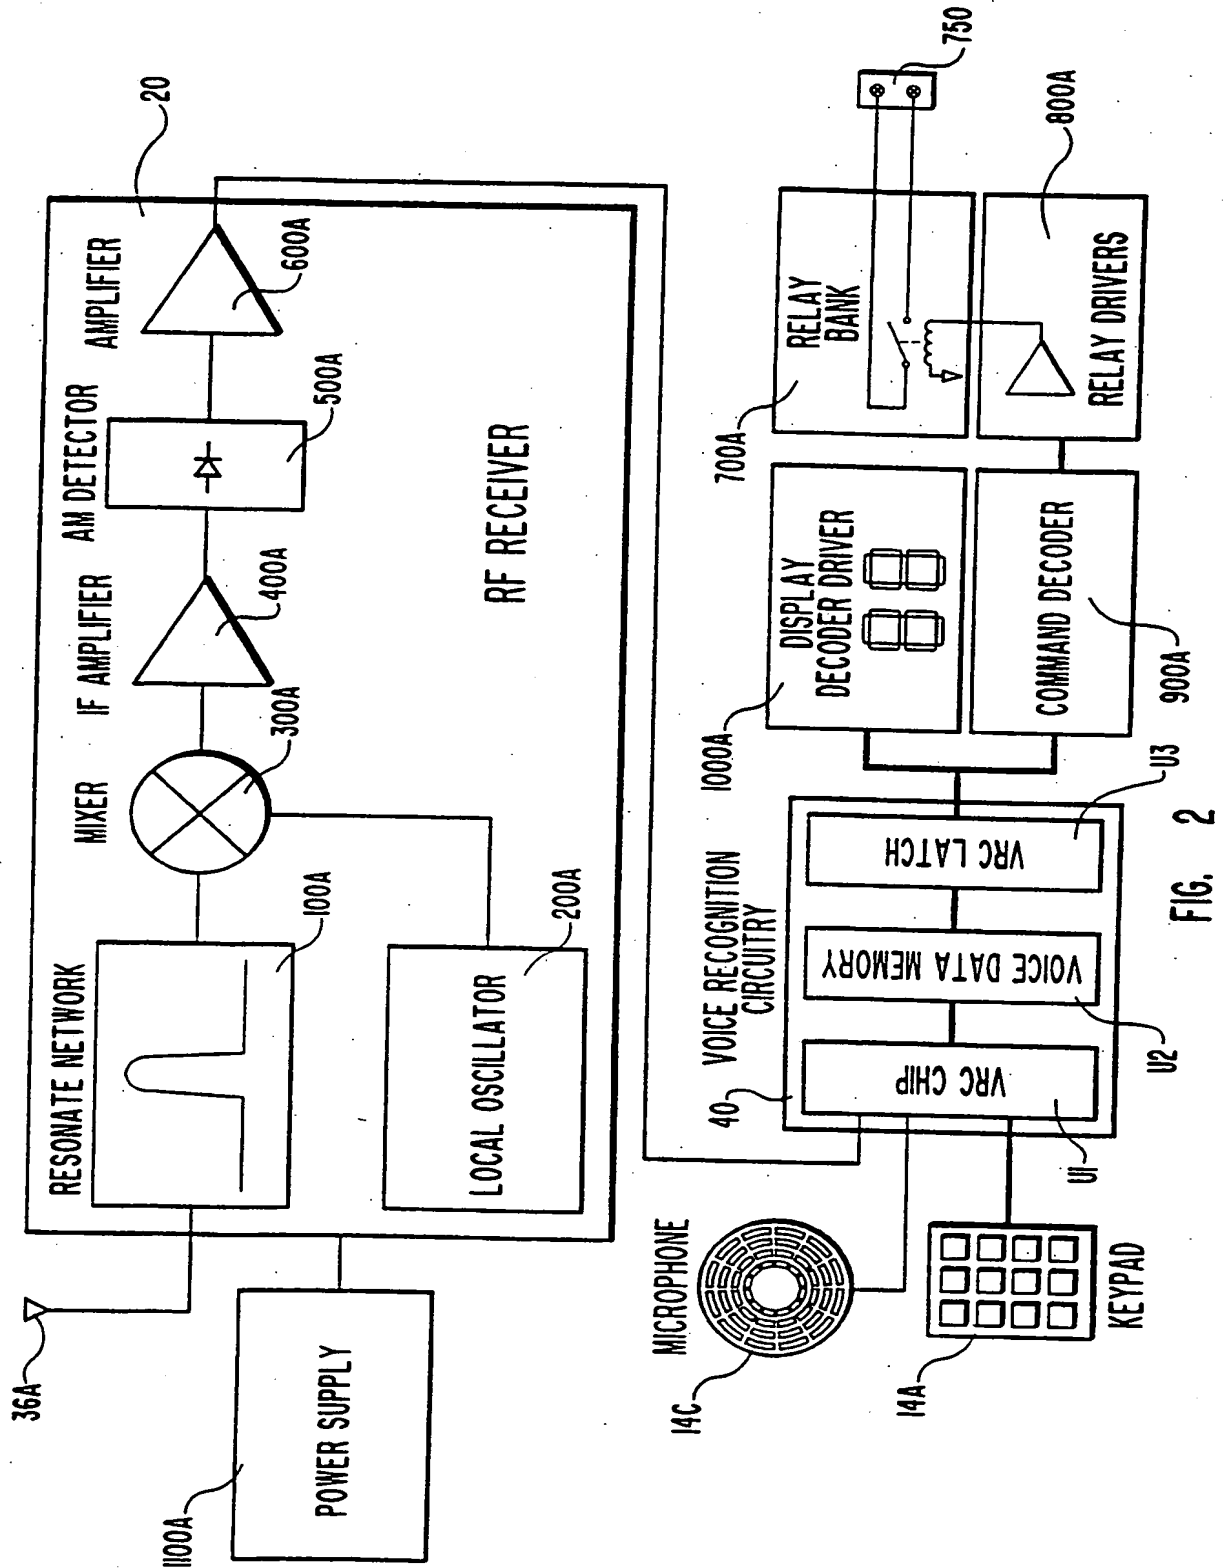 36A
1100A
POWER SUPPLY
20
RESONATE NETWORK
100A
MIXER
300A
IF AMPLIFIER
400A
AM DETECTOR
500A
AMPLIFIER
600A
LOCAL OSCILLATOR
200A
RF RECEIVER
MICROPHONE
14C
14A
KEYPAD
VOICE RECOGNITION
CIRCUITRY
40
VRC CHIP
U1
VOICE DATA MEMORY
U2
VRC LATCH
U3
1000A
DISPLAY
DECODER DRIVER
COMMAND DECODER
900A
700A
RELAY
BANK
RELAY DRIVERS
800A
750
FIG. 2